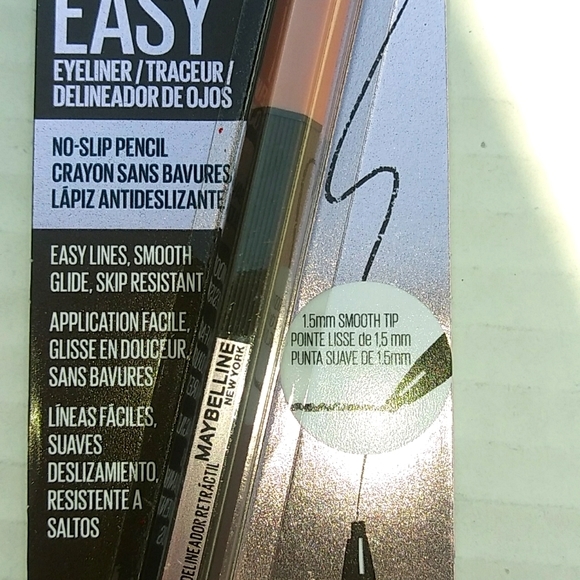 EASY
EYELINER / TRACEUR /
DELINEADOR DE OJOS
NO-SLIP PENCIL
CRAYON SANS BAVURES
LÁPIZ ANTIDESLIZANTE
EASY LINES, SMOOTH
GLIDE, SKIP RESISTANT
APPLICATION FACILE,
GLISSE EN DOUCEUR,
SANS BAVURES
LÍNEAS FÁCILES,
SUAVES
DESLIZAMIENTO,
RESISTENTE A
SALTOS
1.5mm SMOOTH TIP
POINTE LISSE de 1,5 mm
PUNTA SUAVE DE 1.5mm
MAYBELLINE
NEW YORK
DELINEADOR RETRÁCTIL